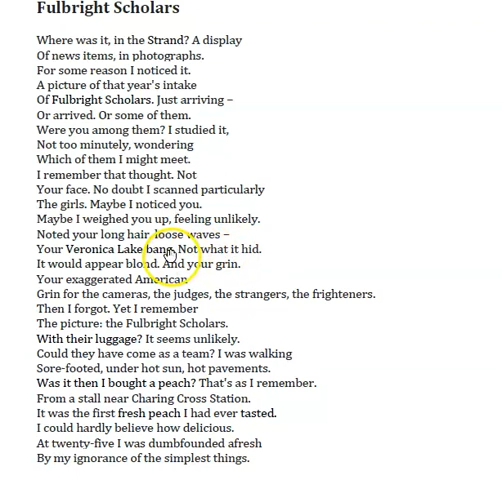 Fulbright Scholars
Where was it, in the Strand? A display
Of news items, in photographs.
For some reason I noticed it.
A picture of that year's intake
Of Fulbright Scholars. Just arriving –
Or arrived. Or some of them.
Were you among them? I studied it,
Not too minutely, wondering
Which of them I might meet.
I remember that thought. Not
Your face. No doubt I scanned particularly
The girls. Maybe I noticed you.
Maybe I weighed you up, feeling unlikely.
Noted your long hair, loose waves –
Your Veronica Lake bang. Not what it hid.
It would appear blond. And your grin.
Your exaggerated American
Grin for the cameras, the judges, the strangers, the frighteners.
Then I forgot. Yet I remember
The picture: the Fulbright Scholars.
With their luggage? It seems unlikely.
Could they have come as a team? I was walking
Sore-footed, under hot sun, hot pavements.
Was it then I bought a peach? That's as I remember.
From a stall near Charing Cross Station.
It was the first fresh peach I had ever tasted.
I could hardly believe how delicious.
At twenty-five I was dumbfounded afresh
By my ignorance of the simplest things.